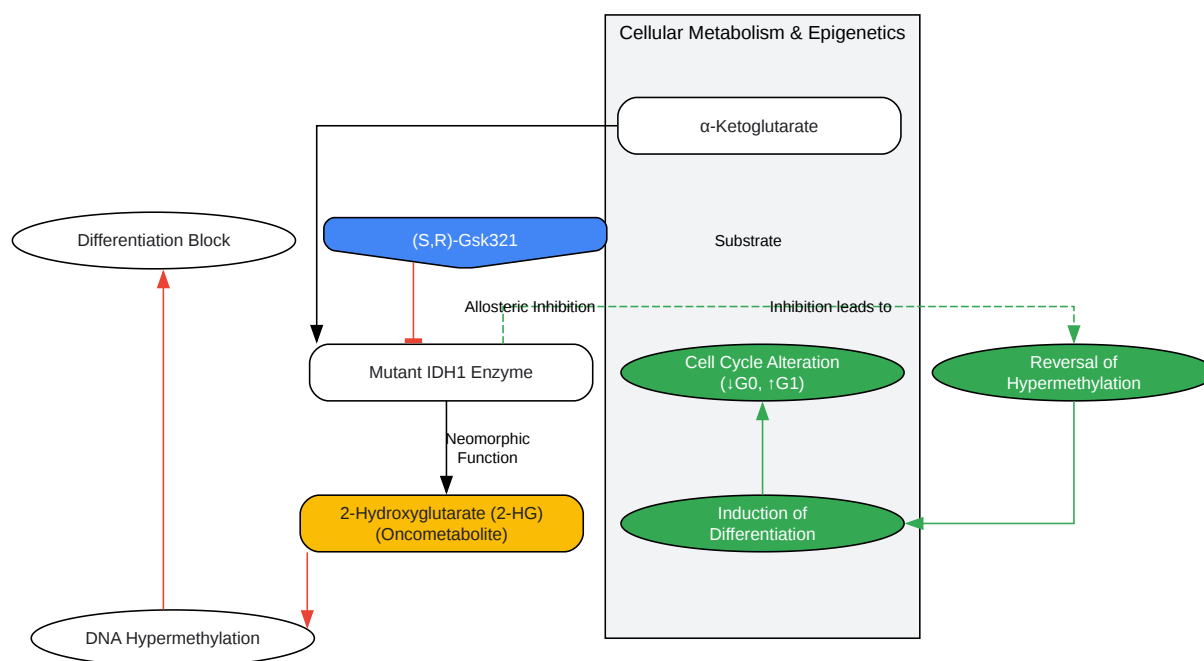 Cellular Metabolism & Epigenetics
α-Ketoglutarate
Differentiation Block
(S,R)-Gsk321
Substrate
Allosteric Inhibition
Inhibition leads to
Mutant IDH1 Enzyme
Cell Cycle Alteration
(↓G0, ↑G1)
Reversal of
Hypermethylation
Neomorphic
Function
2-Hydroxyglutarate (2-HG)
(Oncometabolite)
Induction of
Differentiation
DNA Hypermethylation